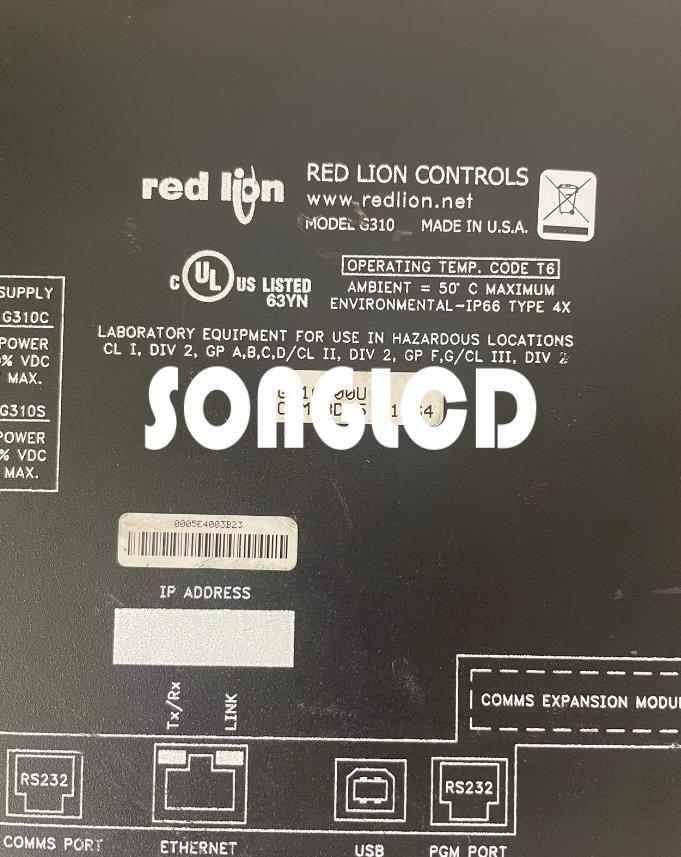 red lion
RED LION CONTROLS
www.redlion.net
MODEL G310 MADE IN U.S.A.
C UL US LISTED
63YN
OPERATING TEMP. CODE T6
AMBIENT = 50° C MAXIMUM
ENVIRONMENTAL-IP66 TYPE 4X
SUPPLY
G310C
POWER
% VDC
MAX.
G310S
POWER
% VDC
MAX.
LABORATORY EQUIPMENT FOR USE IN HAZARDOUS LOCATIONS
CL I, DIV 2, GP A,B,C,D/CL II, DIV 2, GP F,G/CL III, DIV 2
SONGLCD
0005E4003B23
IP ADDRESS
Tx/Rx
LINK
COMMS EXPANSION MODU
RS232
RS232
COMMS PORT
ETHERNET
USB
PGM PORT